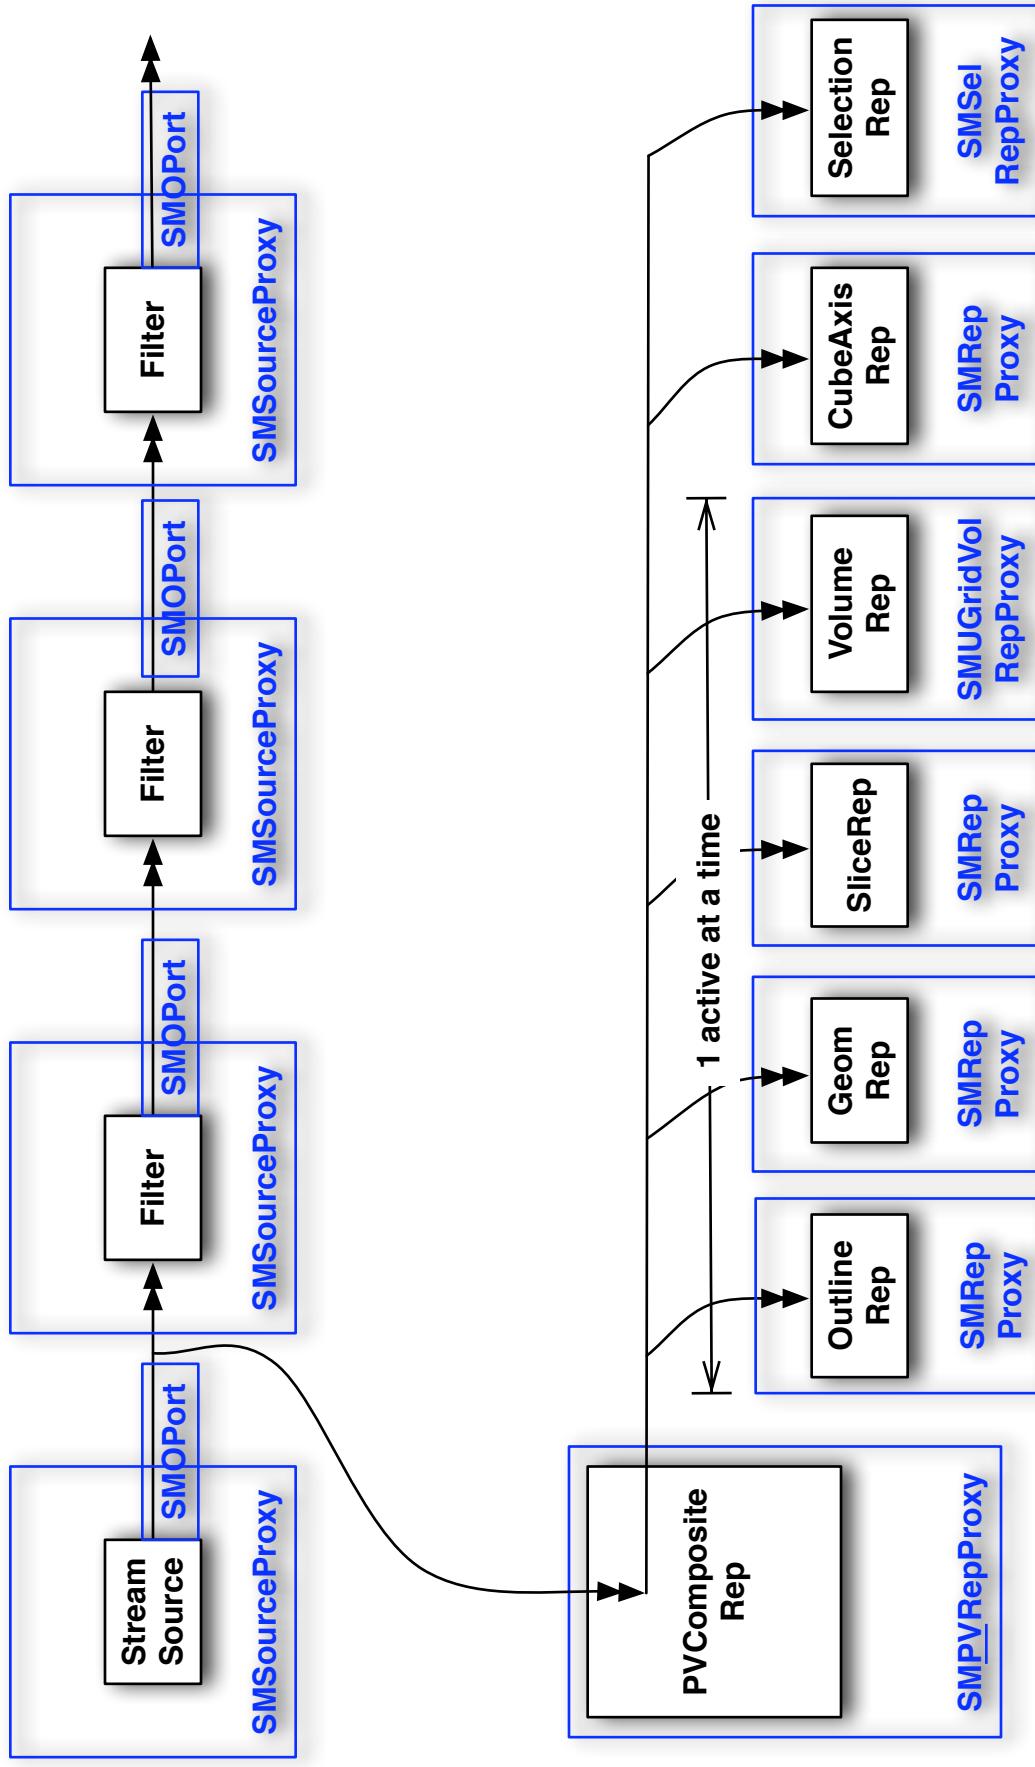 Stream
Source
SMOPort
SMSourceProxy
Filter
SMOPort
SMSourceProxy
Filter
SMOPort
SMSourceProxy
Filter
SMOPort
SMSourceProxy
PVComposite
Rep
SMPVRepProxy
1 active at a time
Outline
Rep
SMRep
Proxy
Geom
Rep
SMRep
Proxy
SliceRep
SMRep
Proxy
Volume
Rep
SMUGridVol
RepProxy
CubeAxis
Rep
SMRep
Proxy
Selection
Rep
SMSel
RepProxy